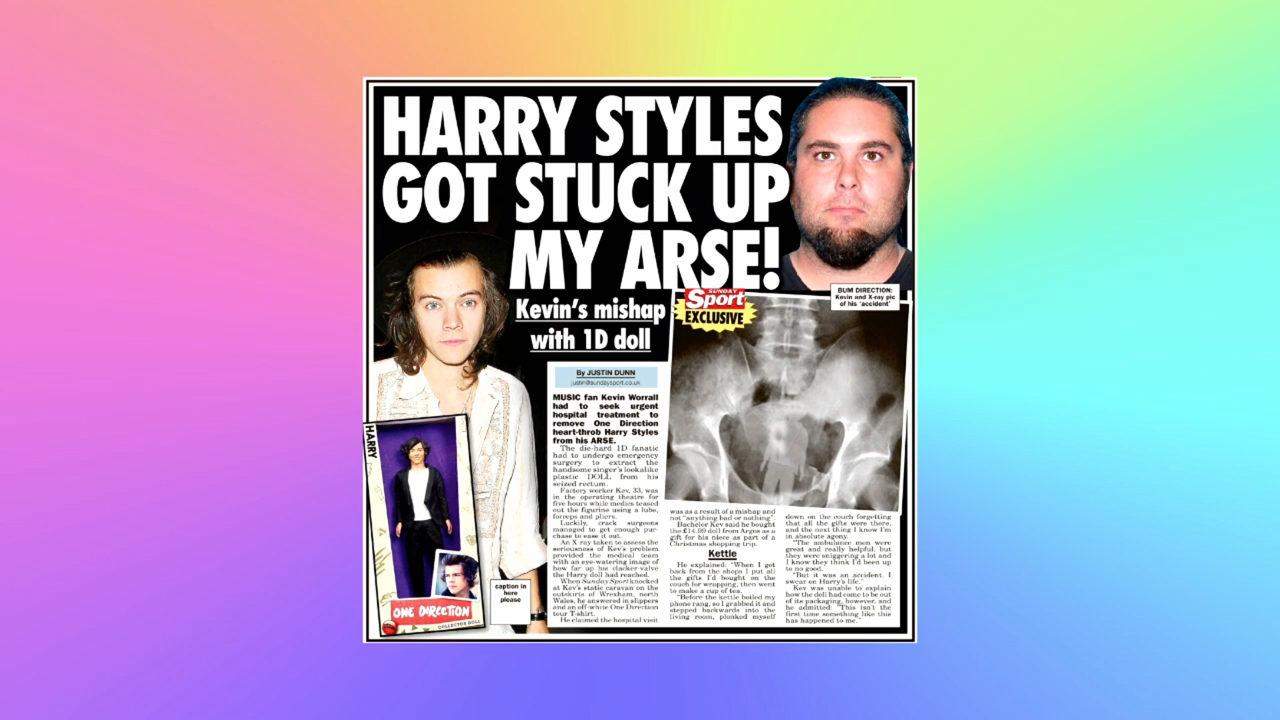 HARRY STYLES
GOT STUCK UP
MY ARSE!
Kevin's mishap
with 1D doll
SUNDAY
Sport
EXCLUSIVE
BUM DIRECTION:
Kevin and X-ray pic
of his 'accident'
By JUSTIN DUNN
justin@sundaysport.co.uk
MUSIC fan Kevin Worrall
had to seek urgent
hospital treatment to
remove One Direction
heart-throb Harry Styles
from his ARSE.
The die-hard 1D fanatic
had to undergo emergency
surgery to extract the
handsome singer's lookalike
plastic DOLL from his
seized rectum.
Factory worker Kev, 33, was
in the operating theatre for
five hours while medics teased
out the figurine using a lube,
forceps and pliers.
Luckily, crack surgeons
managed to get enough pur-
chase to ease it out.
An X-ray taken to assess the
seriousness of Kev's problem
provided the medical team
with an eye-watering image of
how far up his clacker-valve
the Harry doll had reached.
When Sunday Sport knocked
at Kev's static caravan on the
outskirts of Wrexham, north
Wales, he answered in slippers
and an off-white One Direction
tour T-shirt.
He claimed the hospital visit
was as a result of a mishap and
not "anything bad or nothing".
Bachelor Kev said he bought
the £14.99 doll from Argos as a
gift for his niece as part of a
Christmas shopping trip.
Kettle
He explained: "When I get
back from the shops I put all
the gifts I'd bought on the
couch for wrapping, then went
to make a cup of tea.
"Before the kettle boiled my
phone rang, so I grabbed it and
stepped backwards into the
living room, plonked myself
down on the couch forgetting
that all the gifts were there,
and the next thing I know I'm
in absolute agony.
"The ambulance men were
great and really helpful, but
they were sniggering a lot and
I know they think I'd been up
to no good.
"But it was an accident. I
swear on Harry's life."
Kev was unable to explain
how the doll had come to be out
of its packaging, however, and
he admitted: "This isn't the
first time something like this
has happened to me."
HARRY
ONE DIRECTION
COLLECTOR DOLL
caption in
here
please